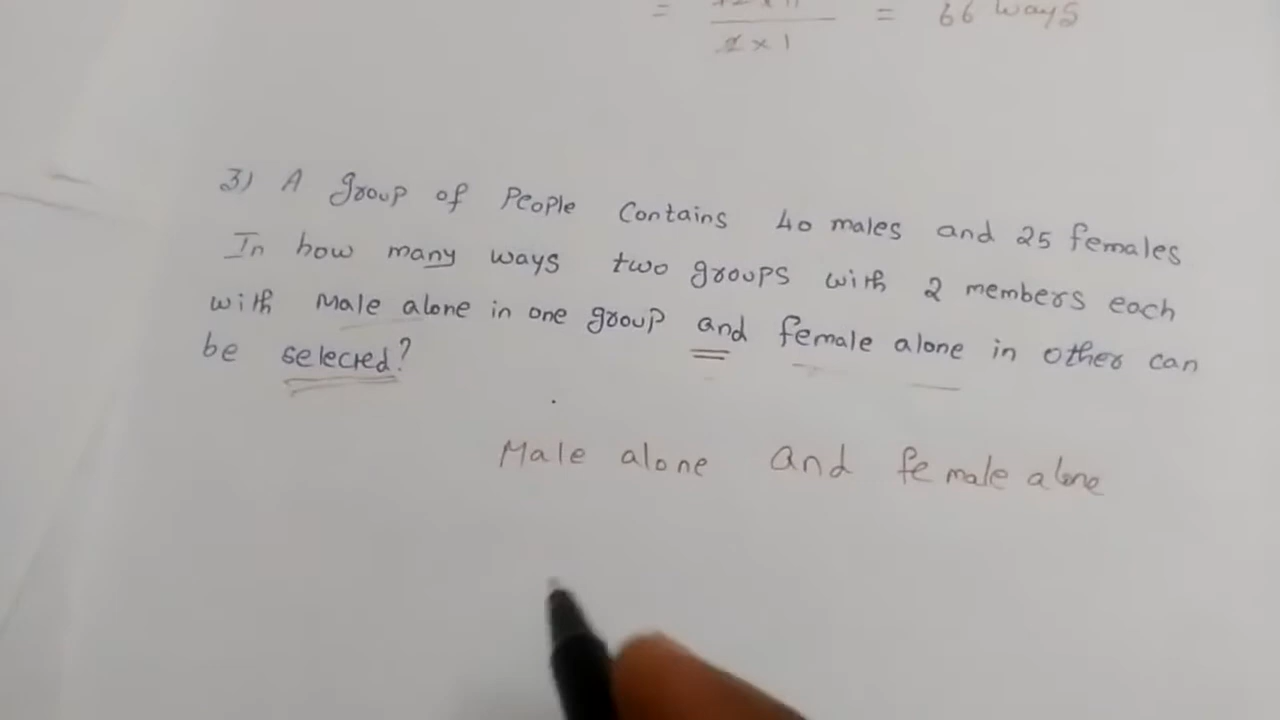 = 2 × 1 = 66 ways
3) A group of People Contains 40 males and 25 females
In how many ways two groups with 2 members each
with Male alone in one group and female alone in other can
be selected?
Male alone and female alone